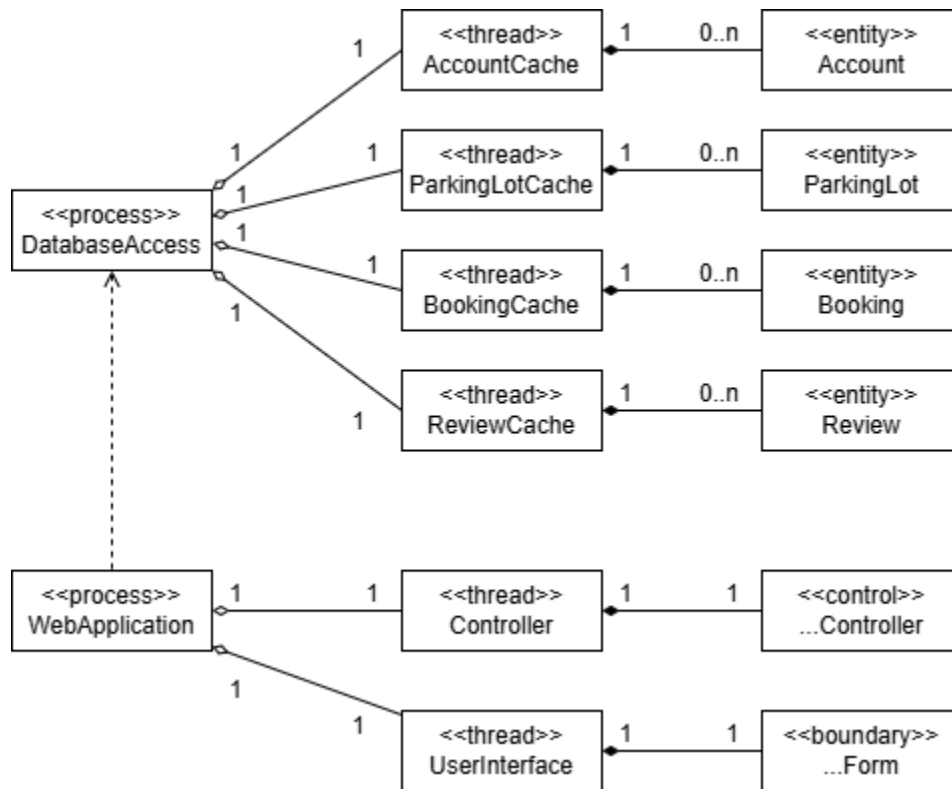 <<thread>>
AccountCache
1
0..n
<<entity>>
Account
1
1
<<thread>>
ParkingLotCache
1
0..n
<<entity>>
ParkingLot
1
1
<<process>>
DatabaseAccess
1
1
<<thread>>
BookingCache
1
0..n
<<entity>>
Booking
1
1
<<thread>>
ReviewCache
1
0..n
<<entity>>
Review
<<process>>
WebApplication
1
1
<<thread>>
Controller
1
1
<<control>>
...Controller
1
1
<<thread>>
UserInterface
1
1
<<boundary>>
...Form